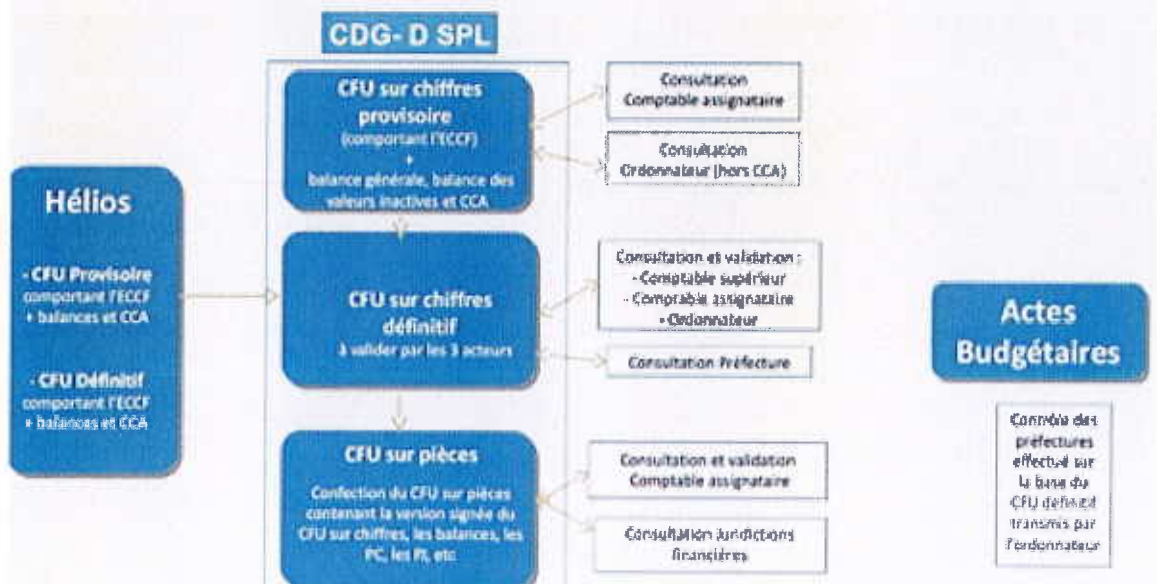 CDG- D SPL
Hélios
- CFU Provisoire
comportant l'ECCF
+ balances et CCA
- CFU Définitif
comportant l'ECCF
+ balances et CCA
CFU sur chiffres
provisoire
(comportant l'ECCF)
+
balance générale, balance des
valeurs inactives et CCA
CFU sur chiffres
définitif
à valider par les 3 acteurs
CFU sur pièces
Confection du CFU sur pièces
contenant la version signée du
CFU sur chiffres, les balances, les
PC, les PJ, etc
Consultation
Comptable assignataire
Consultation
Ordonnateur (hors CCA)
Consultation et validation :
- Comptable supérieur
- Comptable assignataire
- Ordonnateur
Consultation Préfecture
Consultation et validation
Comptable assignataire
Consultation Juridictions
financières
Actes
Budgétaires
Contrôle des
préfectures
effectué sur
la base du
CFU définitif
transmis par
l'ordonnateur